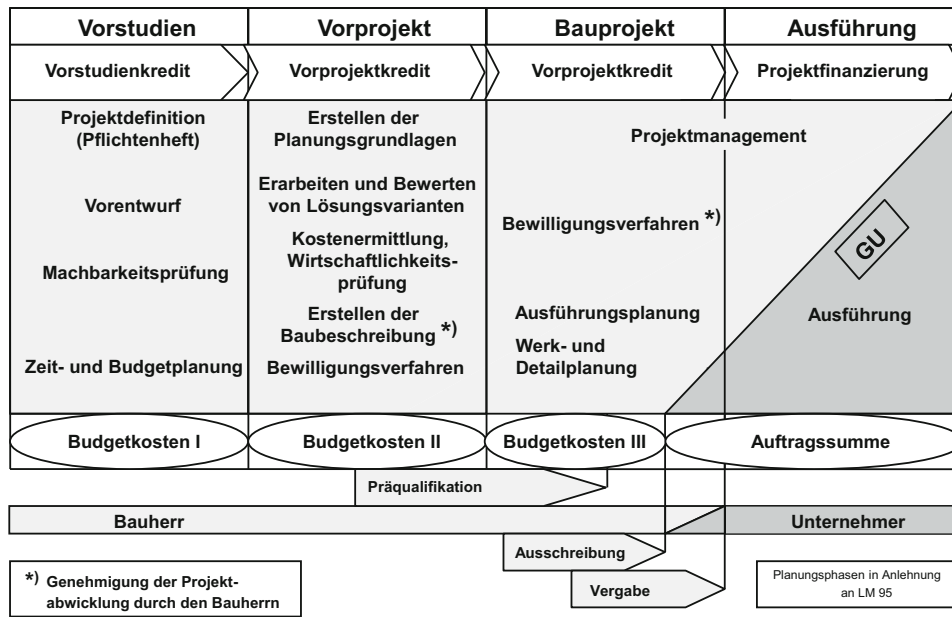 Vorstudien
Vorprojekt
Bauprojekt
Ausführung
Vorstudienkredit
Vorprojektkredit
Vorprojektkredit
Projektfinanzierung
Projektdefinition
(Pflichtenheft)
Vorentwurf
Machbarkeitsprüfung
Zeit- und Budgetplanung
Erstellen der
Planungsgrundlagen
Erarbeiten und Bewerten
von Lösungsvarianten
Kostenermittlung,
Wirtschaftlichkeits-
prüfung
Erstellen der
Baubeschreibung *)
Bewilligungsverfahren
Projektmanagement
Bewilligungsverfahren *)
Ausführungsplanung
Werk- und
Detailplanung
GU
Ausführung
Budgetkosten I
Budgetkosten II
Budgetkosten III
Auftragssumme
Präqualifikation
Bauherr
Unternehmer
Ausschreibung
Vergabe
*) Genehmigung der Projekt-
abwicklung durch den Bauherrn
Planungsphasen in Anlehnung
an LM 95